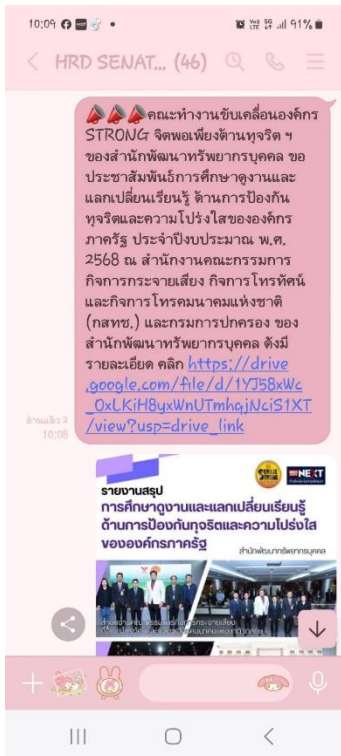 10:09
91%
HRD SENAT... (46)
คณะทำงานขับเคลื่อนองค์กร
STRONG จิตพอเพียงต้านทุจริต ฯ
ของสำนักพัฒนาทรัพยากรบุคคล ขอ
ประชาสัมพันธ์การศึกษาดูงานและ
แลกเปลี่ยนเรียนรู้ ด้านการป้องกัน
ทุจริตและความโปร่งใสขององค์กร
ภาครัฐ ประจำปีงบประมาณ พ.ศ.
2568 ณ สำนักงานคณะกรรมการ
กิจการกระจายเสียง กิจการโทรทัศน์
และกิจการโทรคมนาคมแห่งชาติ
(กสทช.) และกรมการปกครอง ของ
สำนักพัฒนาทรัพยากรบุคคล ดังมี
รายละเอียด คลิก https://drive
.google.com/file/d/1YJ58xWc
_OxLKiH8yxWnUTmhqjNciS1XT
/view?usp=drive_link
อ่านแล้ว 2
10:08
รายงานสรุป
การศึกษาดูงานและแลกเปลี่ยนเรียนรู้
ด้านการป้องกันทุจริตและความโปร่งใส
ขององค์กรภาครัฐ
สำนักพัฒนาทรัพยากรบุคคล